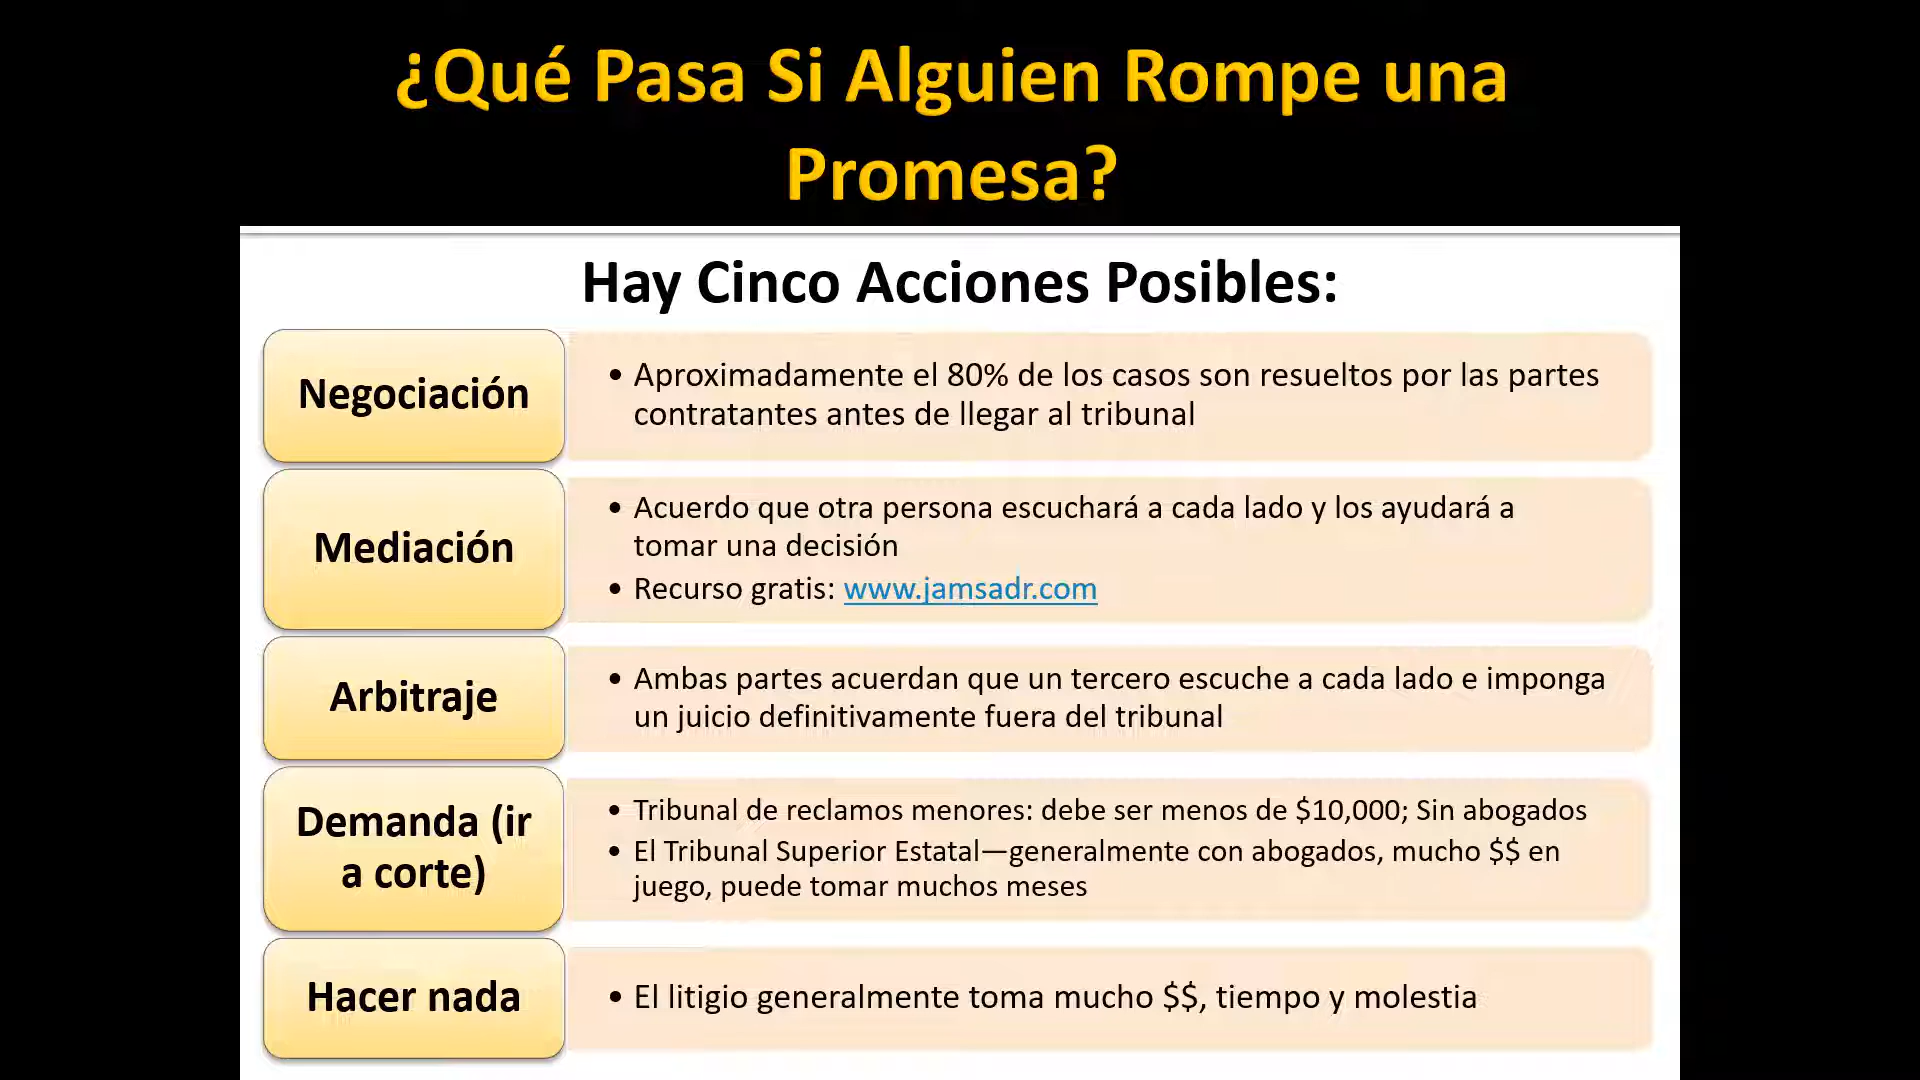 ¿Qué Pasa Si Alguien Rompe una
Promesa?
Hay Cinco Acciones Posibles:
Negociación
• Aproximadamente el 80% de los casos son resueltos por las partes
contratantes antes de llegar al tribunal
Mediación
• Acuerdo que otra persona escuchará a cada lado y los ayudará a
tomar una decisión
• Recurso gratis: www.jamsadr.com
Arbitraje
• Ambas partes acuerdan que un tercero escuche a cada lado e imponga
un juicio definitivamente fuera del tribunal
Demanda (ir
a corte)
• Tribunal de reclamos menores: debe ser menos de $10,000; Sin abogados
• El Tribunal Superior Estatal—generalmente con abogados, mucho $$ en
juego, puede tomar muchos meses
Hacer nada
• El litigio generalmente toma mucho $$, tiempo y molestia